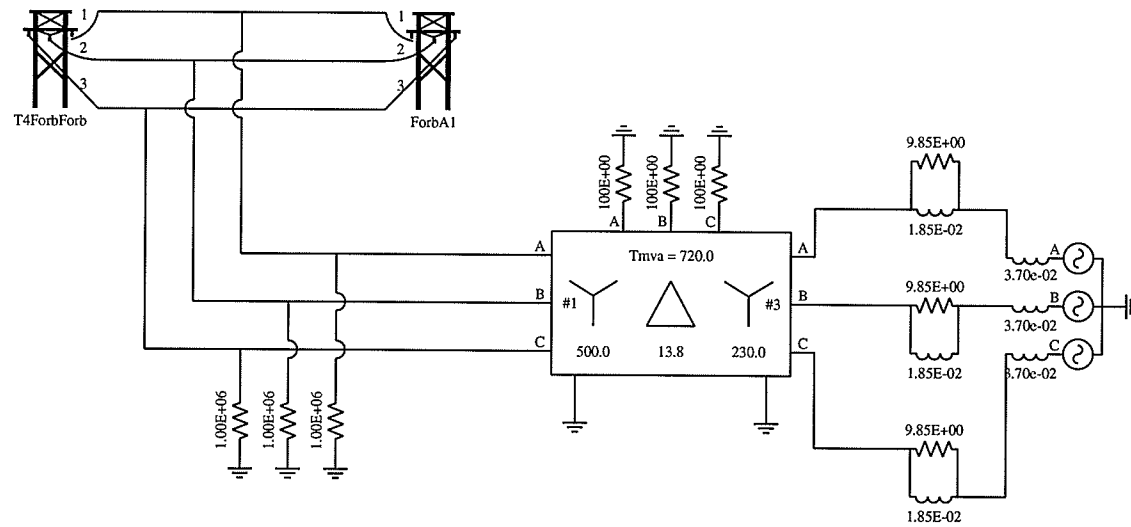 1
1
2
2
3
3
T4ForbForb
ForbA1
9.85E+00
1.85E-02
100E+00
100E+00
100E+00
A
B
C
Tmva = 720.0
A
A
A
3.70e-02
9.85E+00
B
#1
#3
B
B
3.70e-02
1.85E-02
C
500.0
13.8
230.0
C
C
3.70e-02
1.00E+06
1.00E+06
1.00E+06
9.85E+00
1.85E-02